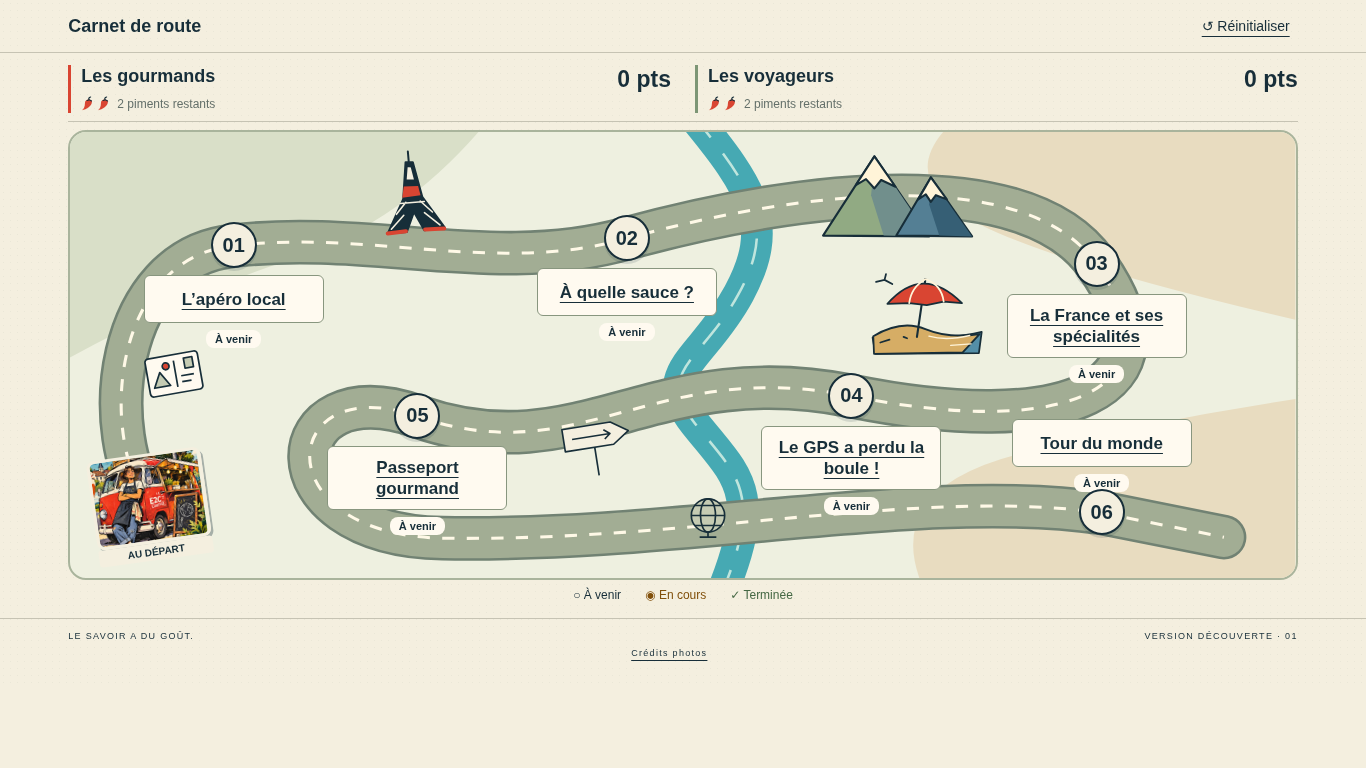 Carnet de route
↺ Réinitialiser
Les gourmands
0 pts
2 piments restants
Les voyageurs
0 pts
2 piments restants
01
L'apéro local
À venir
02
À quelle sauce ?
À venir
03
La France et ses
spécialités
À venir
04
Le GPS a perdu la
boule !
À venir
05
Passeport
gourmand
À venir
Tour du monde
À venir
06
AU DÉPART
○ À venir
◉ En cours
✓ Terminée
LE SAVOIR A DU GOÛT.
VERSION DÉCOUVERTE · 01
Crédits photos